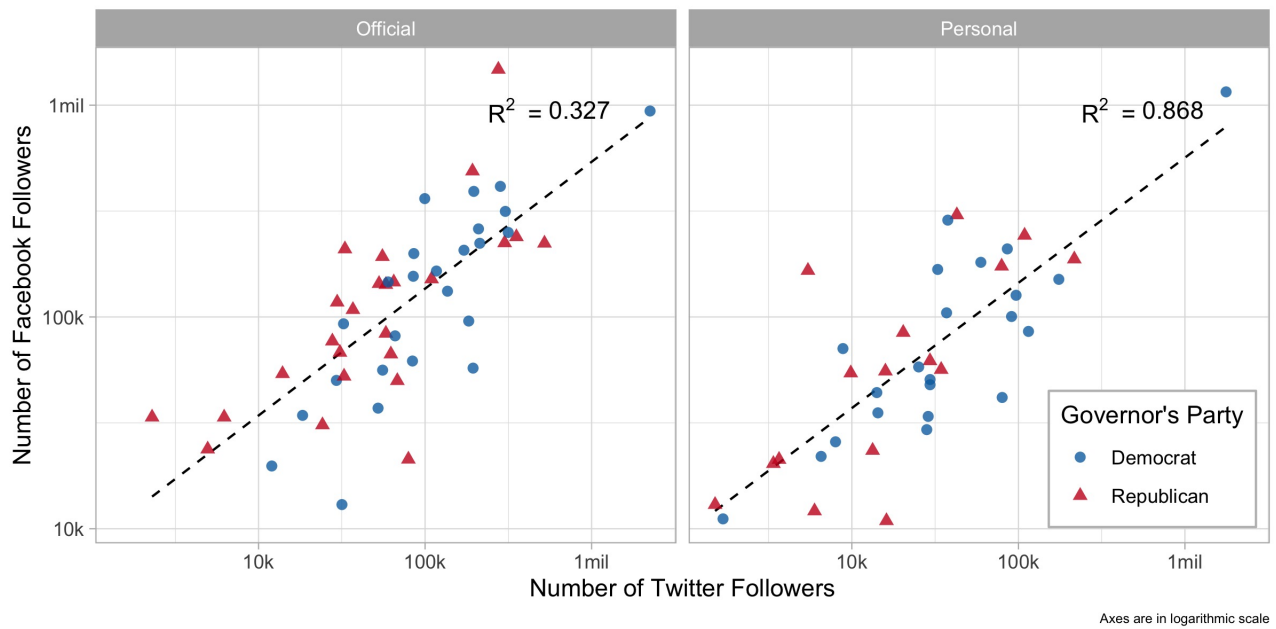 Official
Personal
Number of Facebook Followers
1mil
100k
10k
R² = 0.327
R² = 0.868
Governor's Party
Democrat
Republican
10k 100k 1mil
10k 100k 1mil
Number of Twitter Followers
Axes are in logarithmic scale